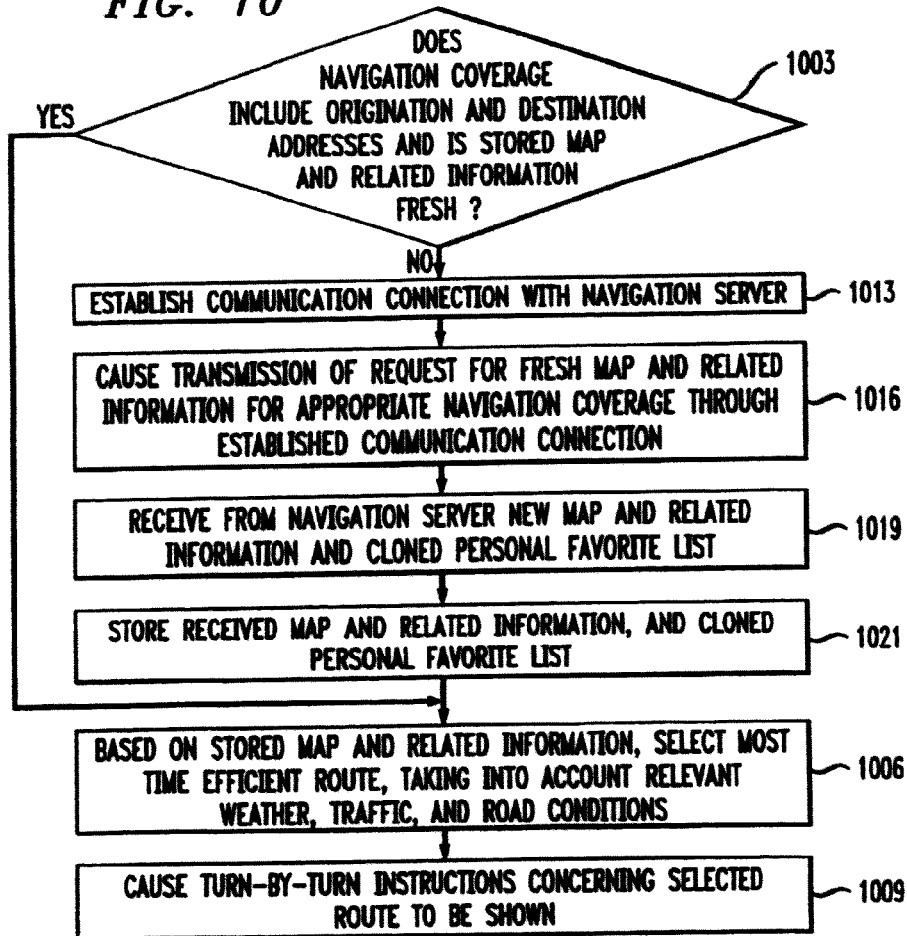 FIG. 10
DOES
NAVIGATION COVERAGE
INCLUDE ORIGINATION AND DESTINATION
ADDRESSES AND IS STORED MAP
AND RELATED INFORMATION
FRESH ?
1003
YES
NO
ESTABLISH COMMUNICATION CONNECTION WITH NAVIGATION SERVER
1013
CAUSE TRANSMISSION OF REQUEST FOR FRESH MAP AND RELATED
INFORMATION FOR APPROPRIATE NAVIGATION COVERAGE THROUGH
ESTABLISHED COMMUNICATION CONNECTION
1016
RECEIVE FROM NAVIGATION SERVER NEW MAP AND RELATED
INFORMATION AND CLONED PERSONAL FAVORITE LIST
1019
STORE RECEIVED MAP AND RELATED INFORMATION, AND CLONED
PERSONAL FAVORITE LIST
1021
BASED ON STORED MAP AND RELATED INFORMATION, SELECT MOST
TIME EFFICIENT ROUTE, TAKING INTO ACCOUNT RELEVANT
WEATHER, TRAFFIC, AND ROAD CONDITIONS
1006
CAUSE TURN-BY-TURN INSTRUCTIONS CONCERNING SELECTED
ROUTE TO BE SHOWN
1009